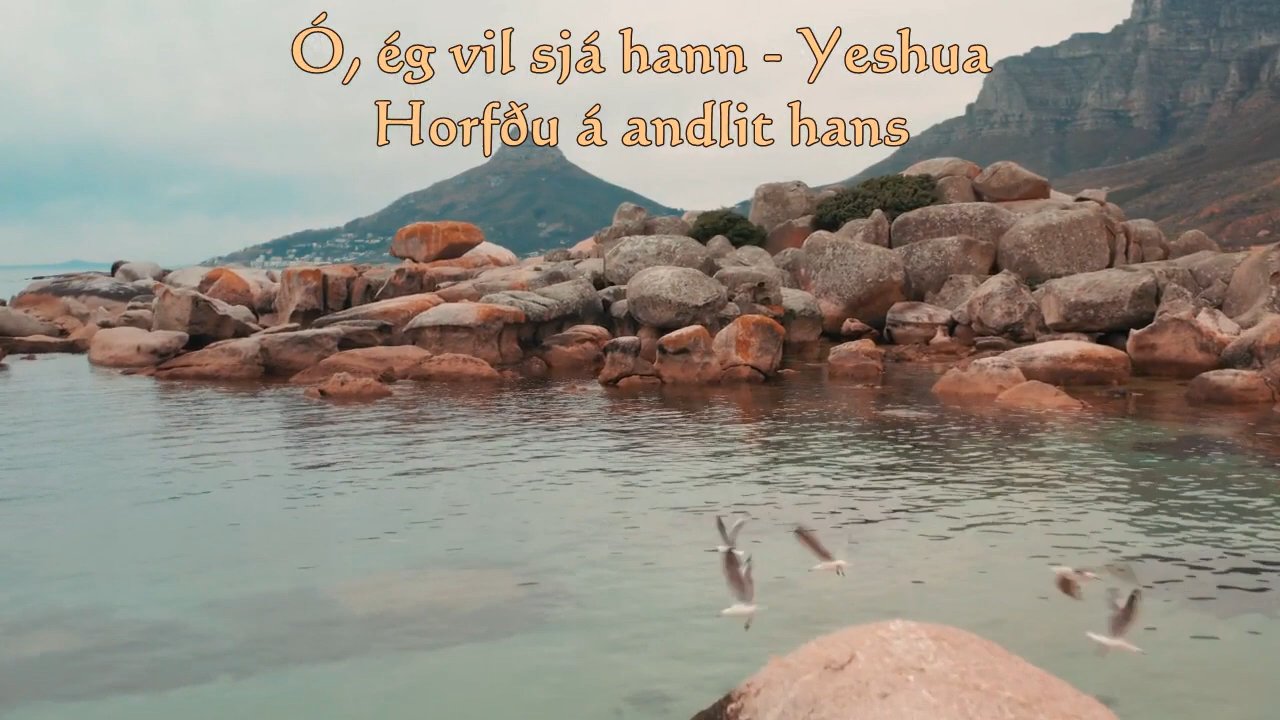 Ó, ég vil sjá hann - Yeshua
Horfðu á andlit hans